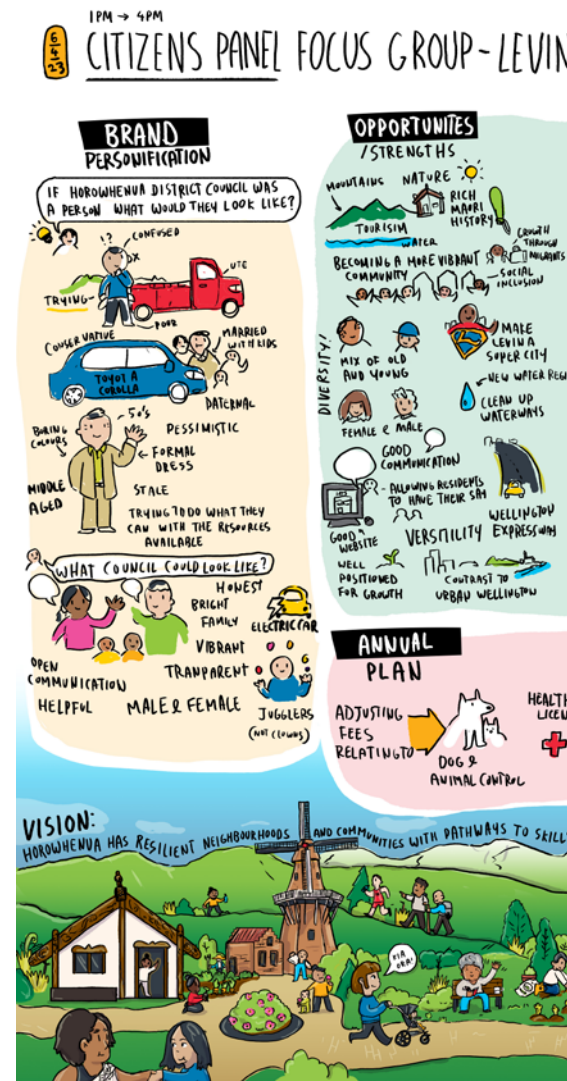 1PM → 4PM
6/4/23
CITIZENS PANEL FOCUS GROUP - LEVIN
BRAND
PERSONIFICATION
IF HOROWHENUA DISTRICT COUNCIL WAS
A PERSON WHAT WOULD THEY LOOK LIKE?
!?
CONFUSED
UTE
TRYING
POOR
CONSERVATIVE
MARRIED
WITH KIDS
TOYOTA
COROLLA
PATERNAL
50's
BORING
COLOURS
PESSIMISTIC
FORMAL
DRESS
MIDDLE
AGED
STALE
TRYING TO DO WHAT THEY
CAN WITH THE RESOURCES
AVAILABLE
WHAT COUNCIL COULD LOOK LIKE?
HONEST
BRIGHT
FAMILY
ELECTRIC CAR
VIBRANT
OPEN
COMMUNICATION
TRANPARENT
HELPFUL
MALE & FEMALE
JUGGLERS
(NOT CLOWNS)
OPPORTUNITES
/STRENGTHS
MOUNTAINS
NATURE
RICH
MAORI
HISTORY
TOURISIM
WATER
GROWTH
THROUGH
MIGRANTS
BECOMING A MORE VIBRANT
COMMUNITY
SOCIAL
INCLUSION
DIVERSITY!
MIX OF OLD
AND YOUNG
MAKE
LEVIN A
SUPER CITY
FEMALE & MALE
NEW WATER REG
CLEAN UP
WATERWAYS
GOOD
COMMUNICATION
ALLOWING RESIDENTS
TO HAVE THEIR SAY
GOOD
WEBSITE
VERSTILITY
WELLINGTON
EXPRESSWAY
WELL
POSITIONED
FOR GROWTH
CONTRAST TO
URBAN WELLINGTON
ANNUAL
PLAN
ADJUSTING
FEES
RELATING TO
DOG &
ANIMAL CONTROL
HEALTH
LICEN
VISION:
HOROWHENUA HAS RESILIENT NEIGHBOURHOODS AND COMMUNITIES WITH PATHWAYS TO SKILL
KIA
ORA!